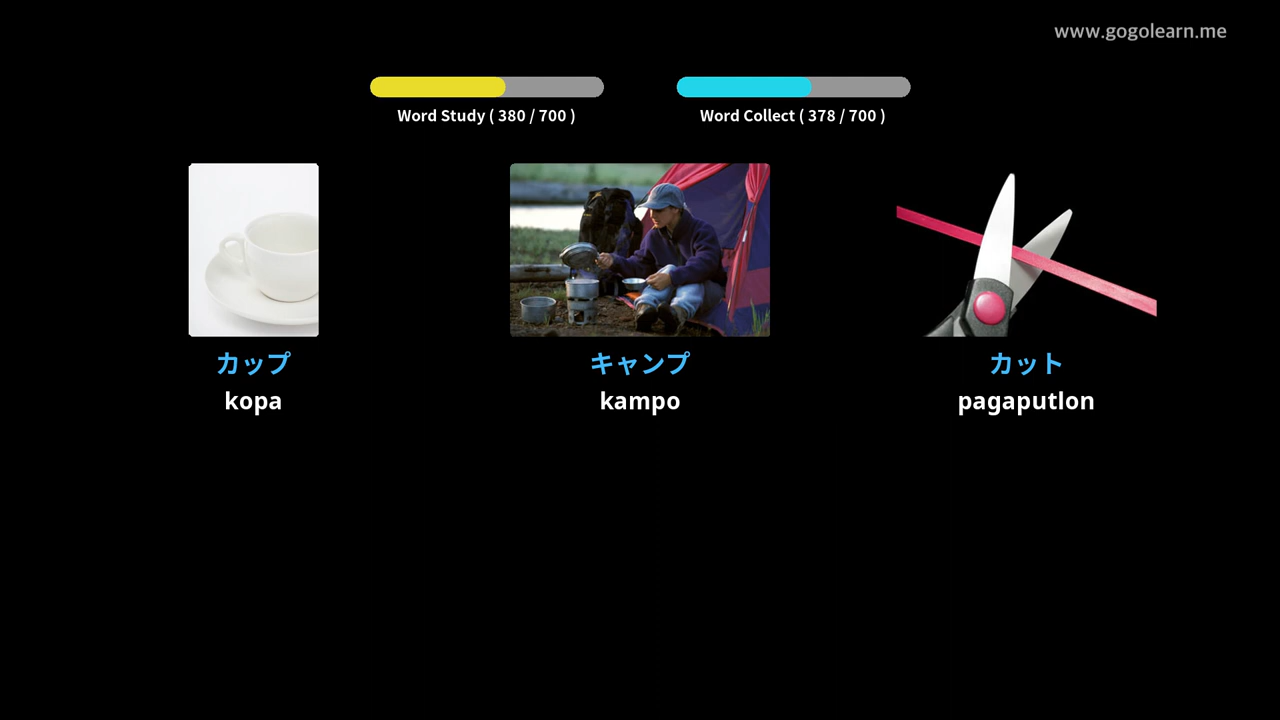 www.gogolearn.me
Word Study ( 380 / 700 )
Word Collect ( 378 / 700 )
カップ
kopa
キャンプ
kampo
カット
pagaputlon